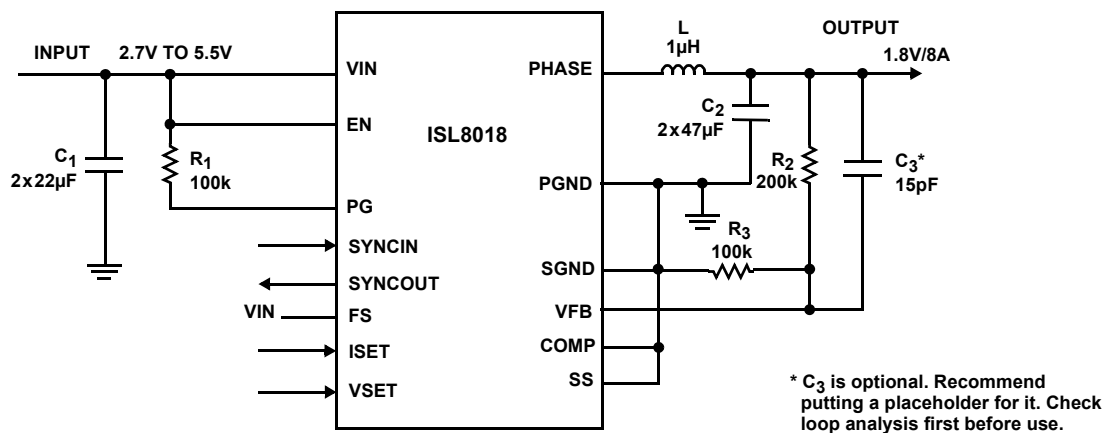 INPUT
2.7V TO 5.5V
C1
2x22µF
R1
100k
VIN
EN
PG
SYNCIN
SYNCOUT
VIN
FS
ISET
VSET
ISL8018
PHASE
PGND
SGND
VFB
COMP
SS
L
1µH
OUTPUT
1.8V/8A
C2
2x47µF
R2
200k
C3*
15pF
R3
100k
* C3 is optional. Recommend
putting a placeholder for it. Check
loop analysis first before use.